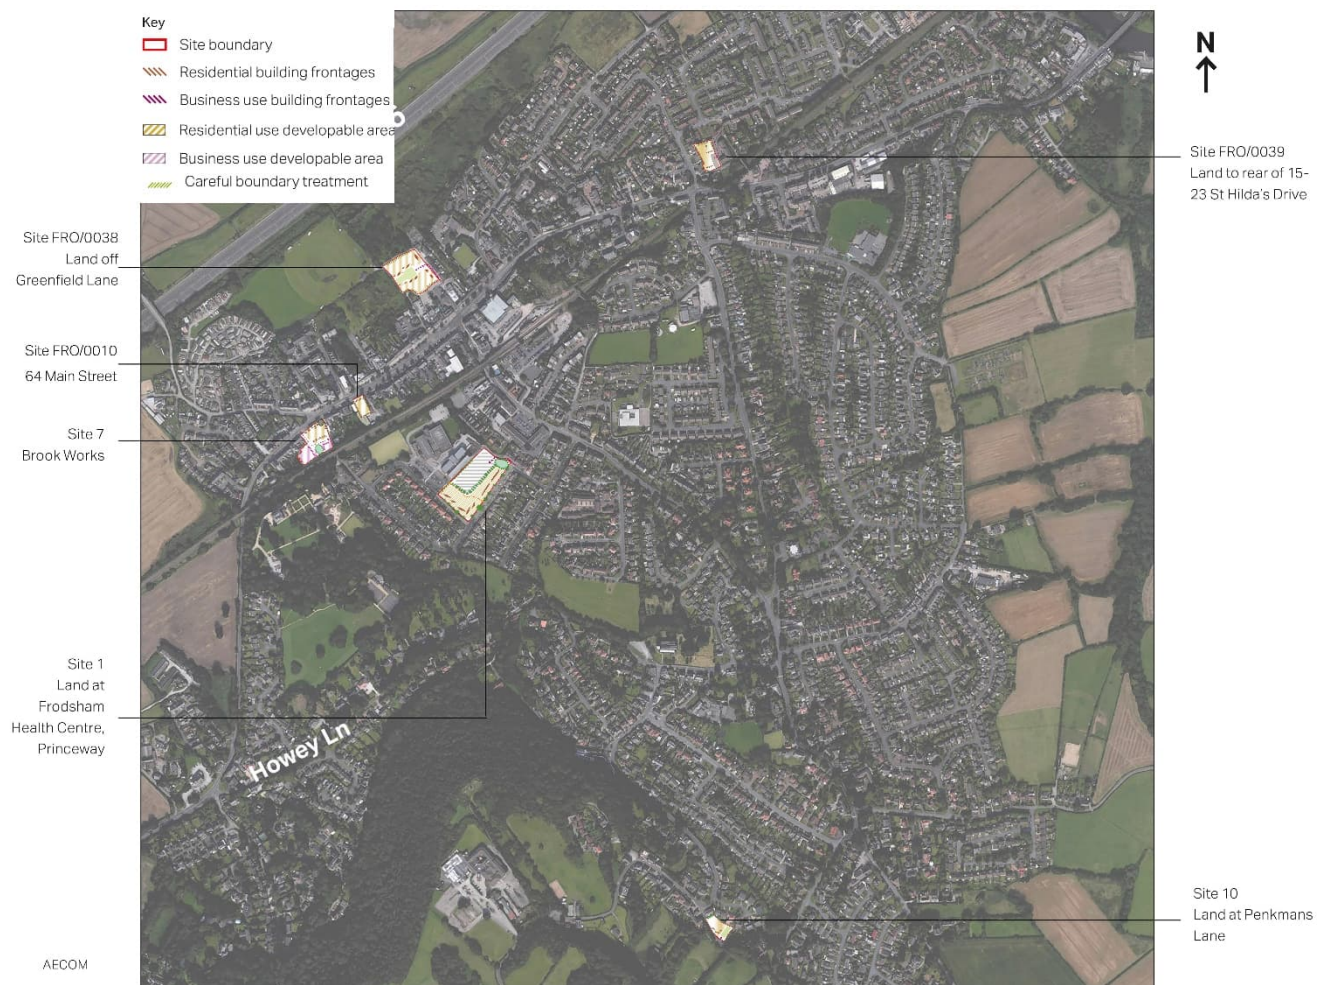 Key
Site boundary
Residential building frontages
Business use building frontages
Residential use developable area
Business use developable area
Careful boundary treatment
6
N
Site FRO/0039
Land to rear of 15-
23 St Hilda's Drive
Site FRO/0038
Land off
Greenfield Lane
Site FRO/0010
64 Main Street
Site 7
Brook Works
Site 1
Land at
Frodsham
Health Centre,
Princeway
Howey Ln
Site 10
Land at Penkmans
Lane
AECOM